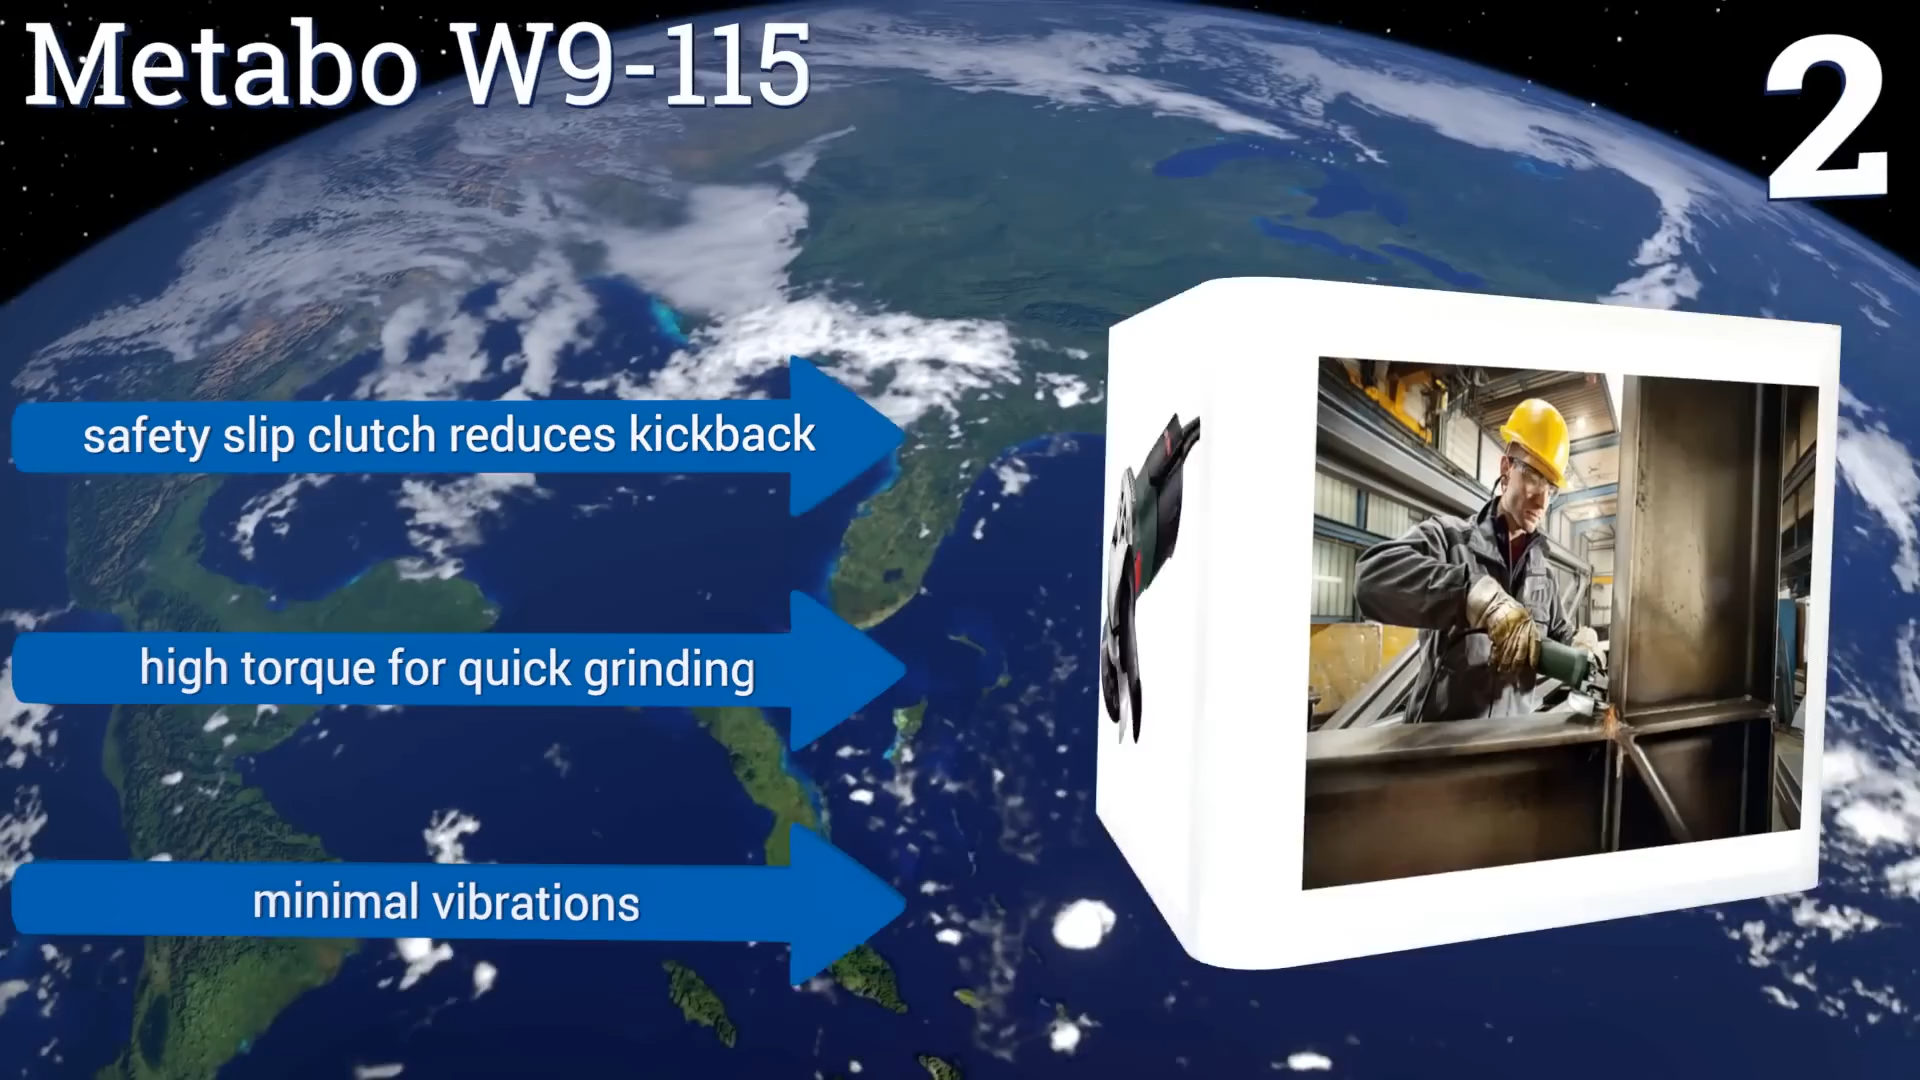 Metabo W9-115
2
safety slip clutch reduces kickback
high torque for quick grinding
minimal vibrations